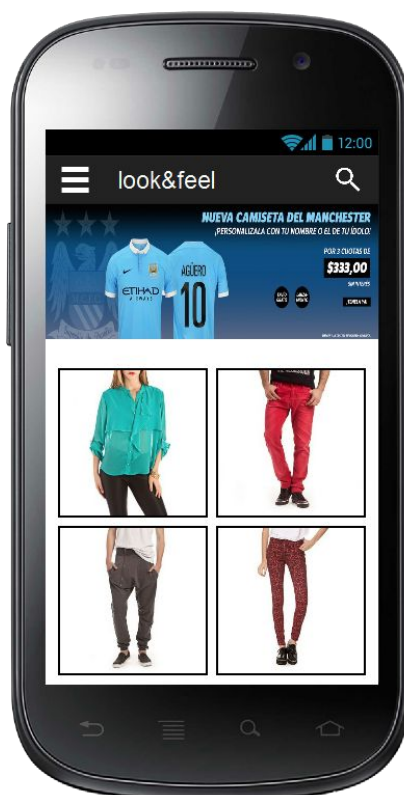 12:00
look&feel
NUEVA CAMISETA DEL MANCHESTER
¡PERSONALIZALA CON TU NOMBRE O EL DE TU ÍDOLO!
POR 3 CUOTAS DE
$333,00
AGÜERO
10
ETIHAD
AIRWAYS